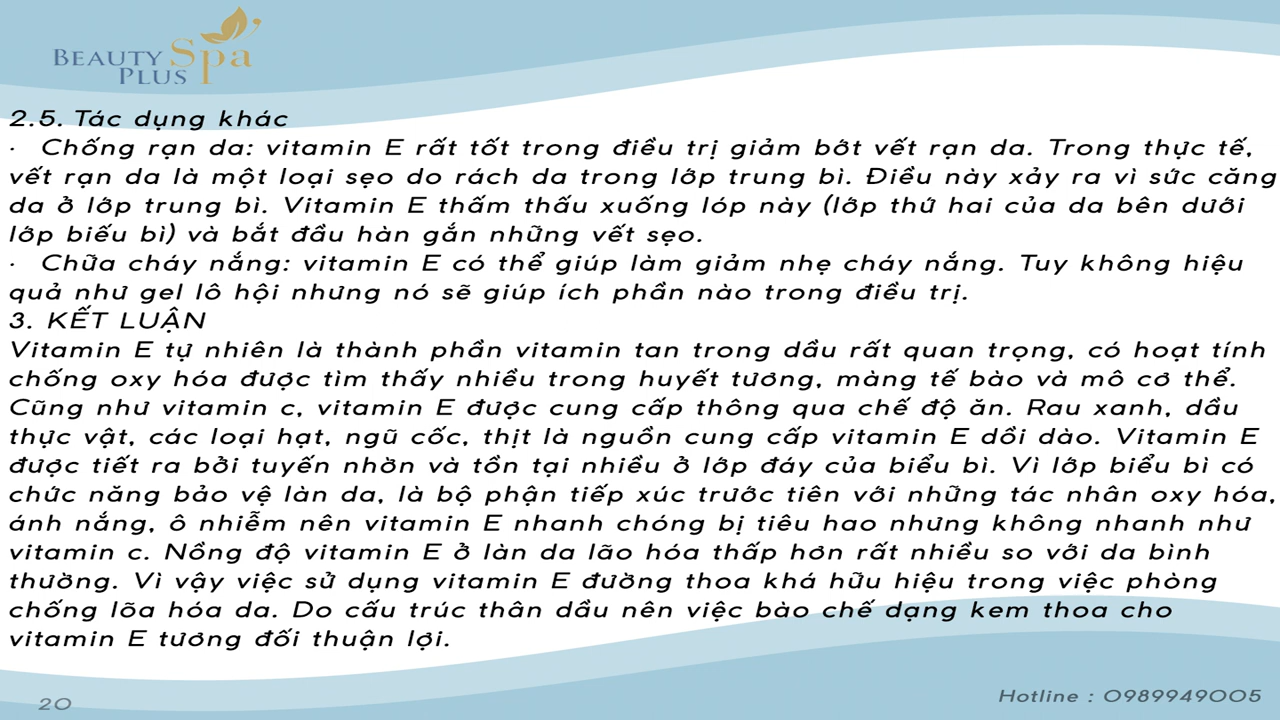 BEAUTY Spa
PLUS
2.5. Tác dụng khác
· Chống rạn da: vitamin E rất tốt trong điều trị giảm bớt vết rạn da. Trong thực tế,
vết rạn da là một loại sẹo do rách da trong lớp trung bì. Điều này xảy ra vì sức căng
da ở lớp trung bì. Vitamin E thấm thấu xuống lóp này (lớp thứ hai của da bên dưới
lớp biếu bì) và bắt đầu hàn gắn những vết sẹo.
· Chữa cháy nắng: vitamin E có thể giúp làm giảm nhẹ cháy nắng. Tuy không hiệu
quả như gel lô hội nhưng nó sẽ giúp ích phần nào trong điều trị.
3. KẾT LUẬN
Vitamin E tự nhiên là thành phần vitamin tan trong dầu rất quan trọng, có hoạt tính
chống oxy hóa được tìm thấy nhiều trong huyết tương, màng tế bào và mô cơ thể.
Cũng như vitamin c, vitamin E được cung cấp thông qua chế độ ăn. Rau xanh, dầu
thực vật, các loại hạt, ngũ cốc, thịt là nguồn cung cấp vitamin E dồi dào. Vitamin E
được tiết ra bởi tuyến nhờn và tồn tại nhiều ở lớp đáy của biểu bì. Vì lớp biểu bì có
chức năng bảo vệ làn da, là bộ phận tiếp xúc trước tiên với những tác nhân oxy hóa,
ánh nắng, ô nhiễm nên vitamin E nhanh chóng bị tiêu hao nhưng không nhanh như
vitamin c. Nồng độ vitamin E ở làn da lão hóa thấp hơn rất nhiều so với da bình
thường. Vì vậy việc sử dụng vitamin E đường thoa khá hữu hiệu trong việc phòng
chống lõa hóa da. Do cấu trúc thân dầu nên việc bào chế dạng kem thoa cho
vitamin E tương đối thuận lợi.
20
Hotline : 0989949005